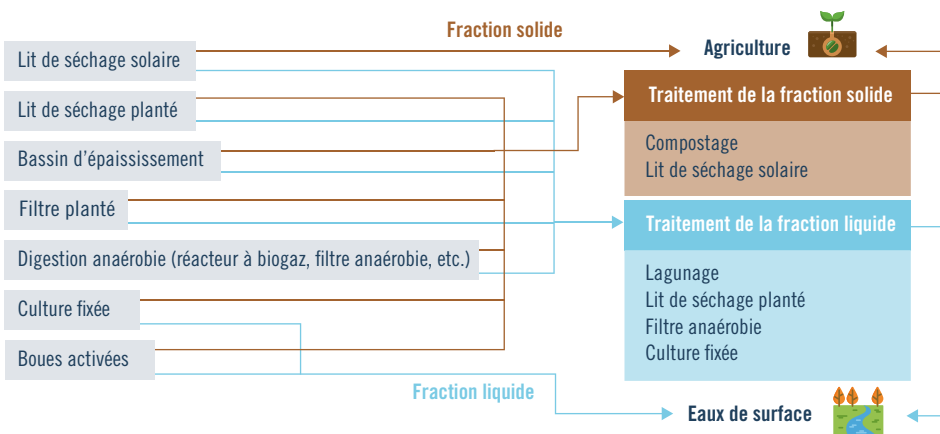 Fraction solide
Agriculture
Lit de séchage solaire
Lit de séchage planté
Bassin d'épaississement
Filtre planté
Digestion anaérobie (réacteur à biogaz, filtre anaérobie, etc.)
Culture fixée
Boues activées
Traitement de la fraction solide
Compostage
Lit de séchage solaire
Traitement de la fraction liquide
Lagunage
Lit de séchage planté
Filtre anaérobie
Culture fixée
Fraction liquide
Eaux de surface